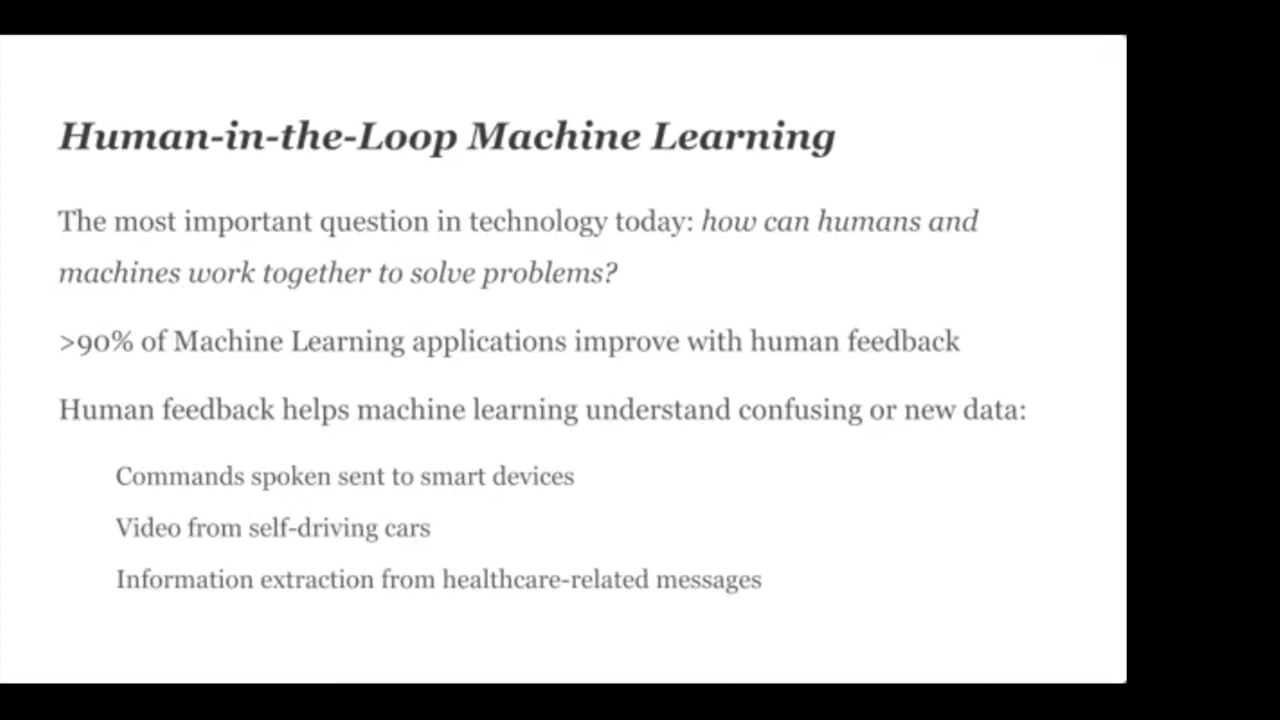 Human-in-the-Loop Machine Learning
The most important question in technology today: how can humans and
machines work together to solve problems?
>90% of Machine Learning applications improve with human feedback
Human feedback helps machine learning understand confusing or new data:
Commands spoken sent to smart devices
Video from self-driving cars
Information extraction from healthcare-related messages